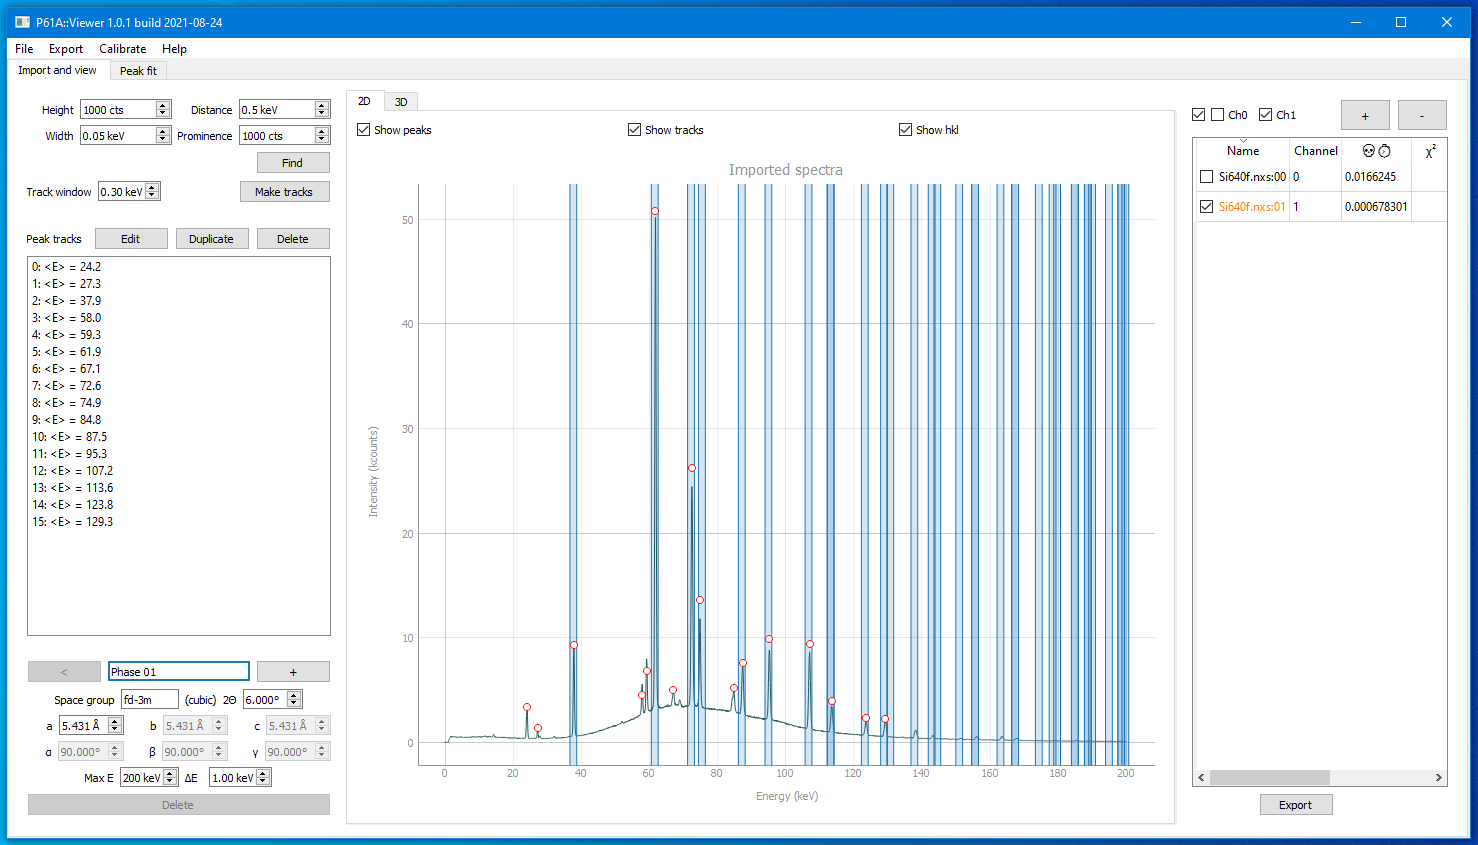 P61A::Viewer 1.0.1 build 2021-08-24
File Export Calibrate Help
Import and view Peak fit
Height 1000 cts Distance 0.5 keV
Width 0.05 keV Prominence 1000 cts
Find
Track window 0.30 keV Make tracks
Peak tracks Edit Duplicate Delete
0: <E> = 24.2
1: <E> = 27.3
2: <E> = 37.9
3: <E> = 58.0
4: <E> = 59.3
5: <E> = 61.9
6: <E> = 67.1
7: <E> = 72.6
8: <E> = 74.9
9: <E> = 84.8
10: <E> = 87.5
11: <E> = 95.3
12: <E> = 107.2
13: <E> = 113.6
14: <E> = 123.8
15: <E> = 129.3
< Phase 01 +
Space group fd-3m (cubic) 2Θ 6.000°
a 5.431 Å b 5.431 Å c 5.431 Å
α 90.000° β 90.000° γ 90.000°
Max E 200 keV ΔE 1.00 keV
Delete
2D 3D
Show peaks Show tracks Show hkl
Imported spectra
50
40
30
20
10
0
Intensity (kcounts)
0 20 40 60 80 100 120 140 160 180 200
Energy (keV)
Ch0 Ch1 + -
Name Channel χ²
Si640f.nxs:00 0 0.0166245
Si640f.nxs:01 1 0.000678301
Export